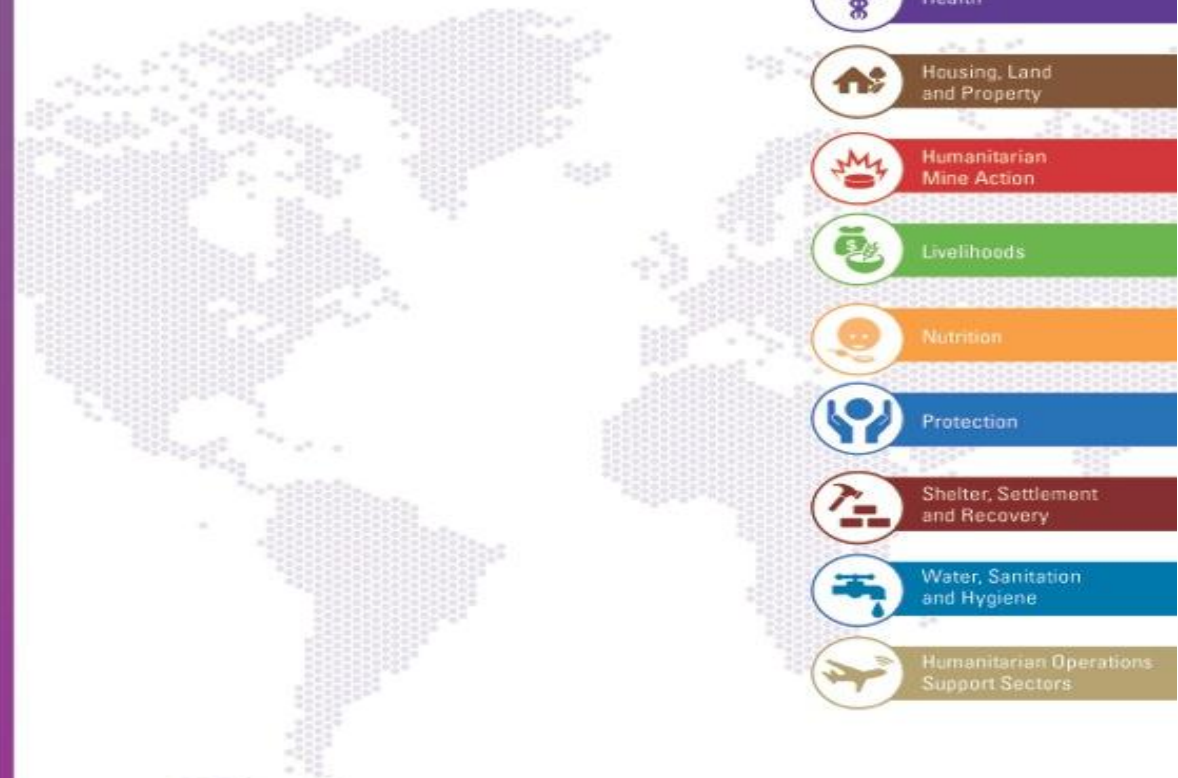 Health
Housing, Land
and Property
Humanitarian
Mine Action
Livelihoods
Nutrition
Protection
Shelter, Settlement
and Recovery
Water, Sanitation
and Hygiene
Humanitarian Operations
Support Sectors